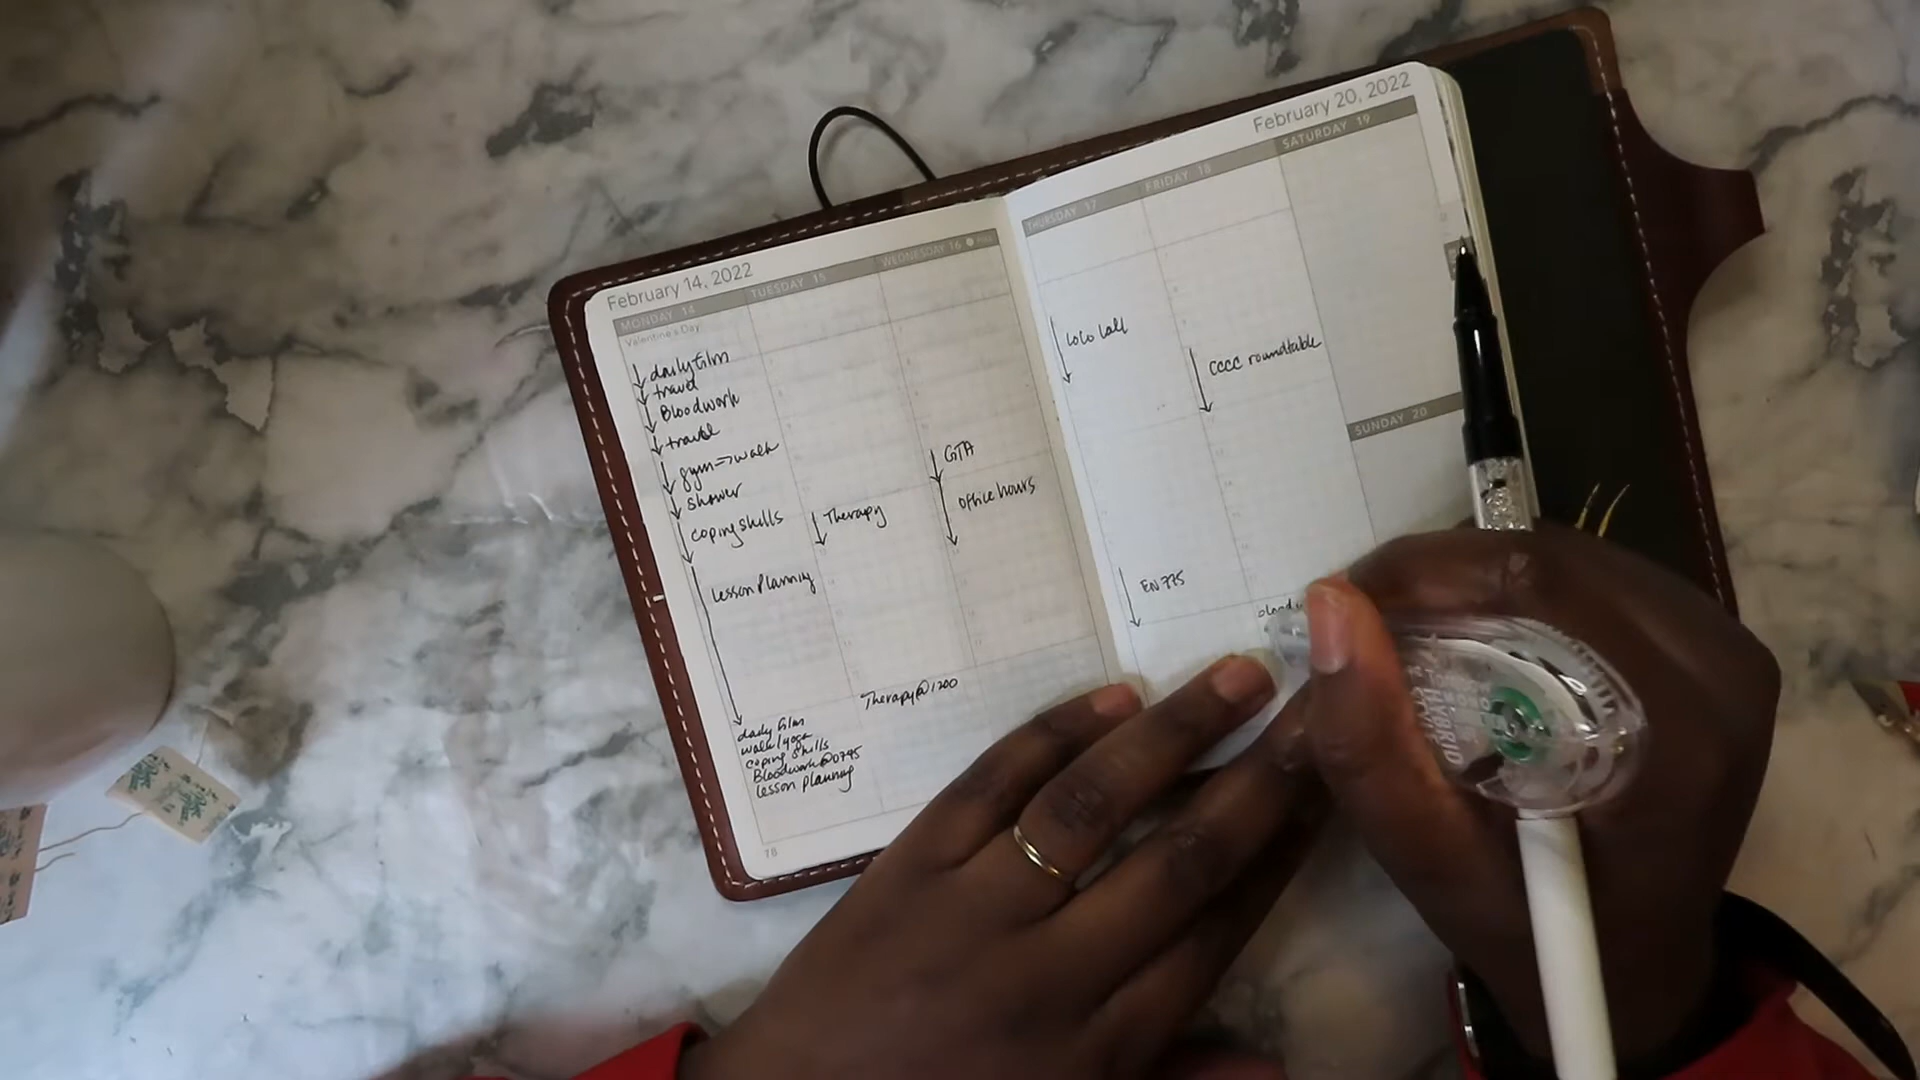 February 14, 2022
MONDAY 14
Valentine's Day
daily film
travel
Bloodwork
travel
gym -> walk
shower
coping skills
lesson planning
daily film
walk/yoga
coping skills
Bloodwork@0745
lesson planning
78
TUESDAY 15
Therapy
Therapy@1200
WEDNESDAY 16
GTA
office hours
February 20, 2022
THURSDAY 17
EN 775
FRIDAY 18
CCCC roundtable
SATURDAY 19
SUNDAY 20
HYBRID